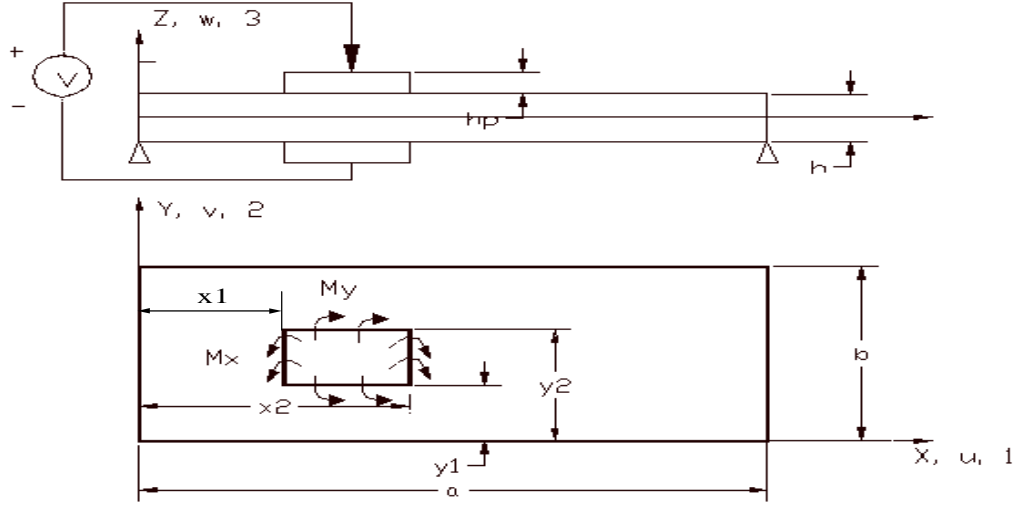 Z, w, 3
+
V
-
hp
h
Y, v, 2
x1
My
Mx
b
y2
x2
y1
X, u, 1
a